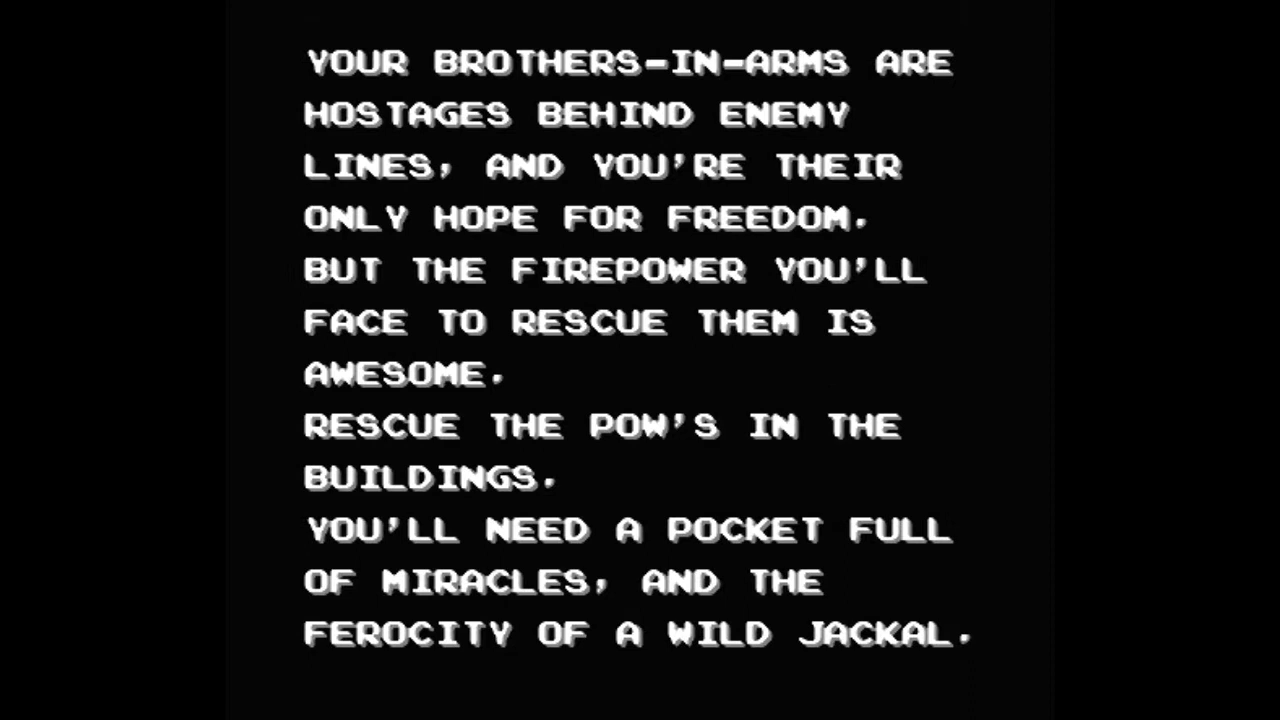 YOUR BROTHERS-IN-ARMS ARE
HOSTAGES BEHIND ENEMY
LINES, AND YOU'RE THEIR
ONLY HOPE FOR FREEDOM.
BUT THE FIREPOWER YOU'LL
FACE TO RESCUE THEM IS
AWESOME.
RESCUE THE POW'S IN THE
BUILDINGS.
YOU'LL NEED A POCKET FULL
OF MIRACLES, AND THE
FEROCITY OF A WILD JACKAL.